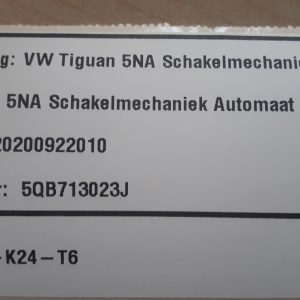 g: VW Tiguan 5NA Schakelmechanie
5NA Schakelmechaniek Automaat
20200922010
r: 5QB713023J
-K24-T6